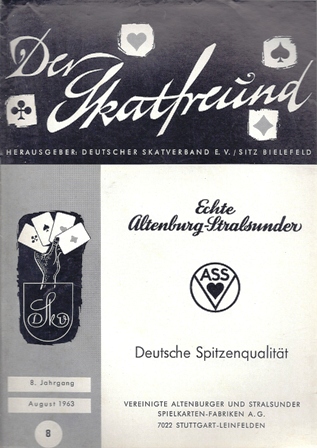 Der
Skatfreund
HERAUSGEBER: DEUTSCHER SKATVERBAND E. V. / SITZ BIELEFELD
Echte
Altenburg-Stralsunder
ASS
DSkV
Deutsche Spitzenqualität
8. Jahrgang
August 1963
8
VEREINIGTE ALTENBURGER UND STRALSUNDER
SPIELKARTEN-FABRIKEN A. G.
7022 STUTTGART-LEINFELDEN